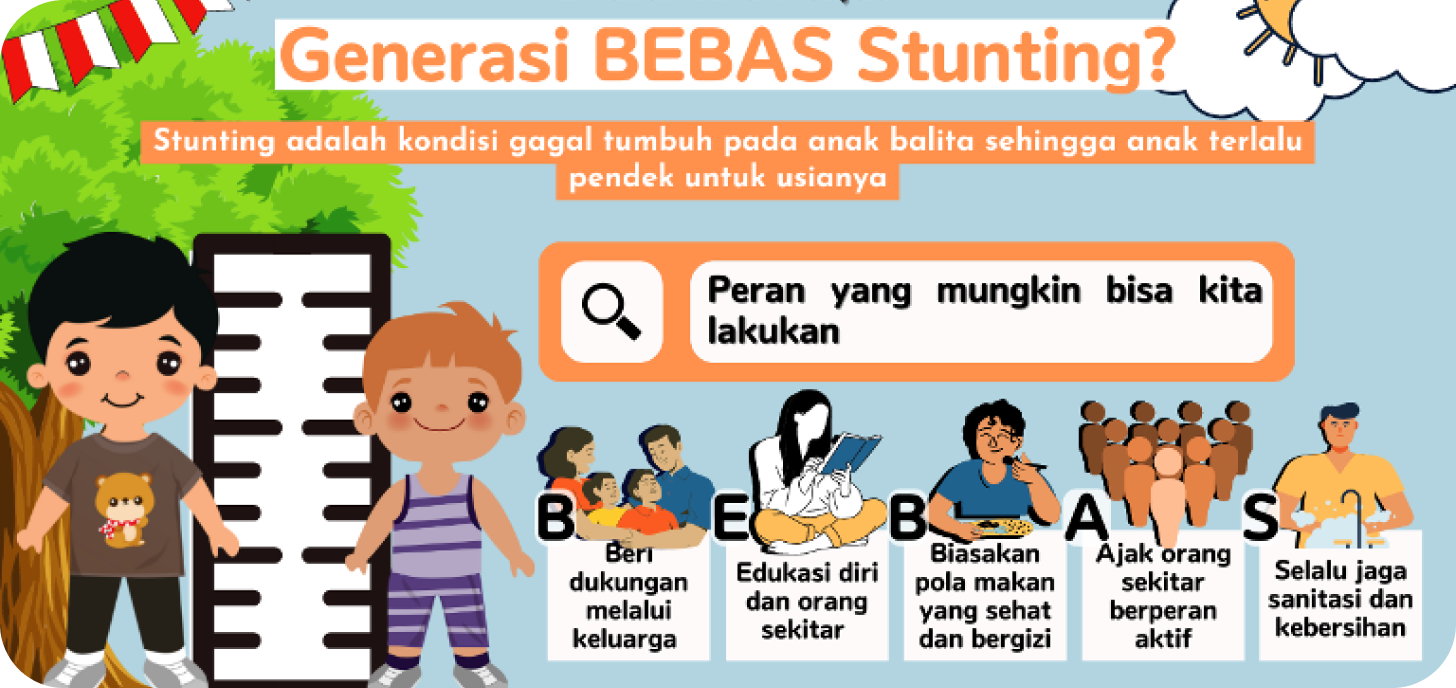 Generasi BEBAS Stunting?
Stunting adalah kondisi gagal tumbuh pada anak balita sehingga anak terlalu
pendek untuk usianya
Peran yang mungkin bisa kita
lakukan
B
Beri
dukungan
melalui
keluarga
E
Edukasi diri
dan orang
sekitar
B
Biasakan
pola makan
yang sehat
dan bergizi
A
Ajak orang
sekitar
berperan
aktif
S
Selalu jaga
sanitasi dan
kebersihan